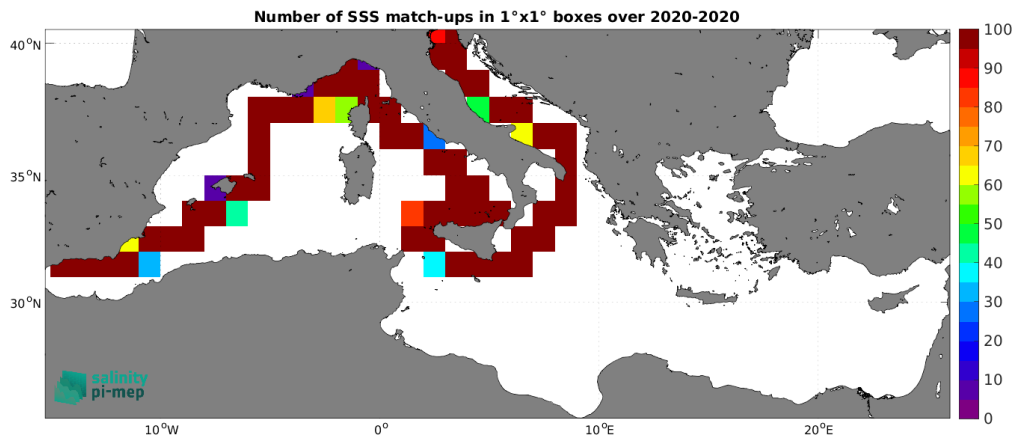 Number of SSS match-ups in 1°x1° boxes over 2020-2020
40°N
35°N
30°N
10°W
0°
10°E
20°E
100
90
80
70
60
50
40
30
20
10
0
salinity
pi-mep